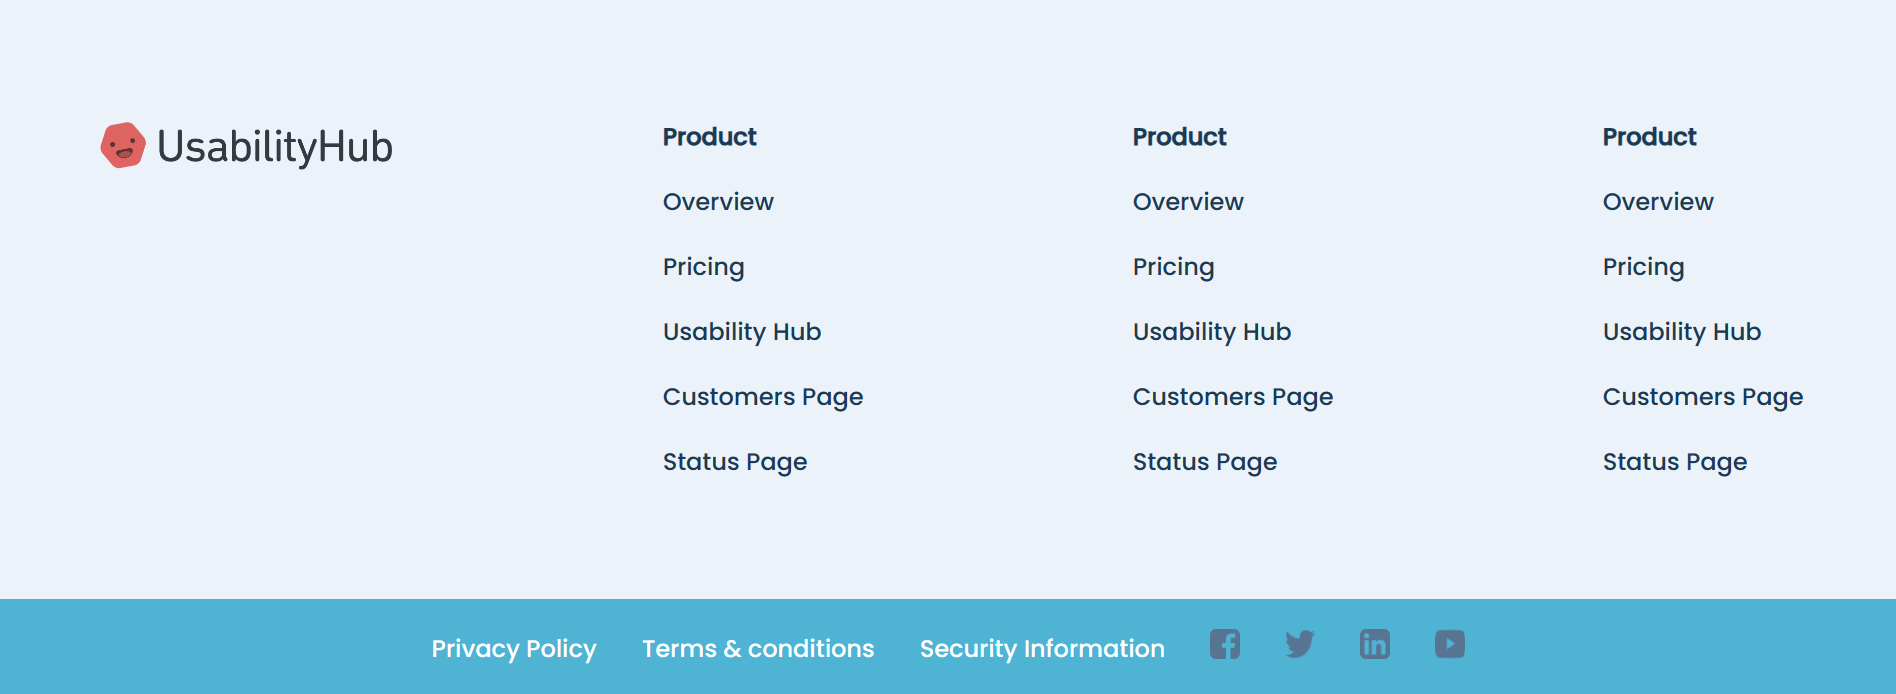 UsabilityHub
Product
Overview
Pricing
Usability Hub
Customers Page
Status Page
Product
Overview
Pricing
Usability Hub
Customers Page
Status Page
Product
Overview
Pricing
Usability Hub
Customers Page
Status Page
Privacy Policy Terms & conditions Security Information